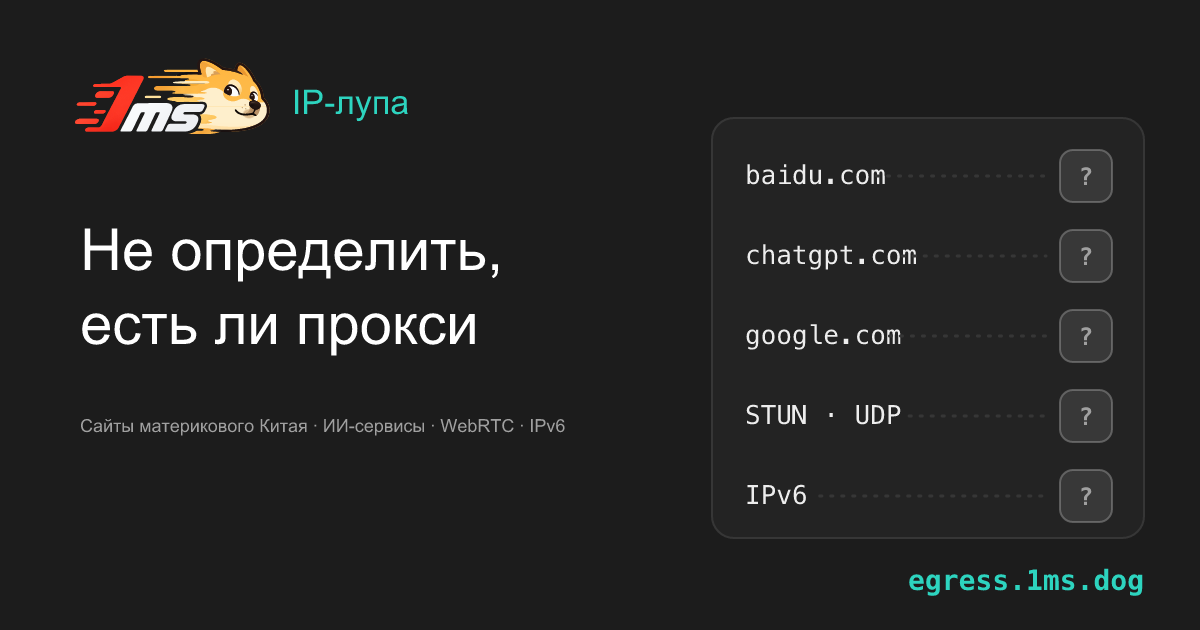 1ms
IP-лупа
Не определить,
есть ли прокси
Сайты материкового Китая · ИИ-сервисы · WebRTC · IPv6
baidu.com ?
chatgpt.com ?
google.com ?
STUN · UDP ?
IPv6 ?
egress.1ms.dog